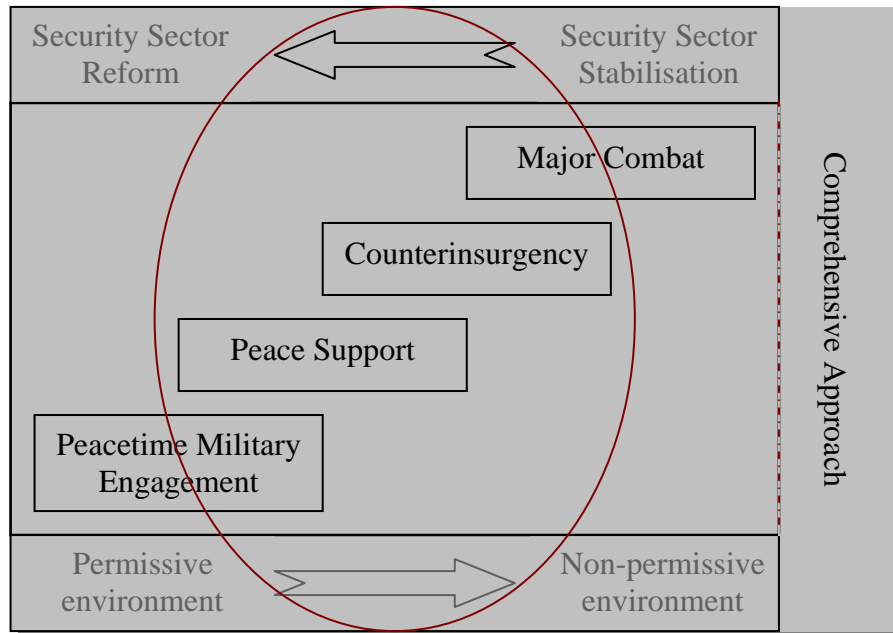 Security Sector
Reform
Security Sector
Stabilisation
Major Combat
Counterinsurgency
Peace Support
Peacetime Military
Engagement
Permissive
environment
Non-permissive
environment
Comprehensive Approach